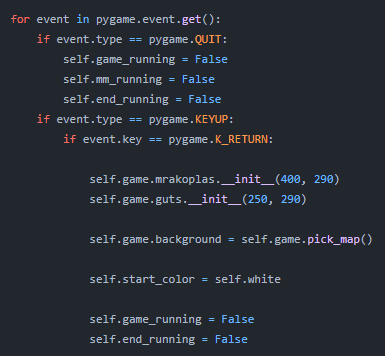 for event in pygame.event.get():
    if event.type == pygame.QUIT:
        self.game_running = False
        self.mm_running = False
        self.end_running = False
    if event.type == pygame.KEYUP:
        if event.key == pygame.K_RETURN:

            self.game.mrakoplas.__init__(400, 290)
            self.game.guts.__init__(250, 290)

            self.game.background = self.game.pick_map()

            self.start_color = self.white

            self.game_running = False
            self.end_running = False